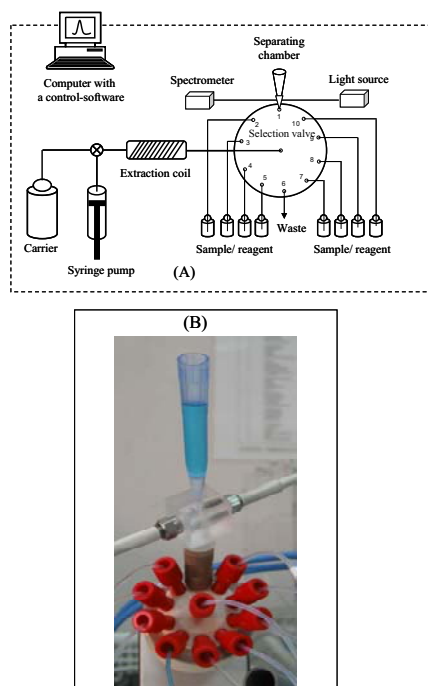 Separating
chamber
Computer with
a control-software
Spectrometer
Light source
1
2
10
Selection valve
3
9
Extraction coil
4
8
5
6
7
Carrier
Syringe pump
Sample/ reagent
Waste
Sample/ reagent
(A)
(B)